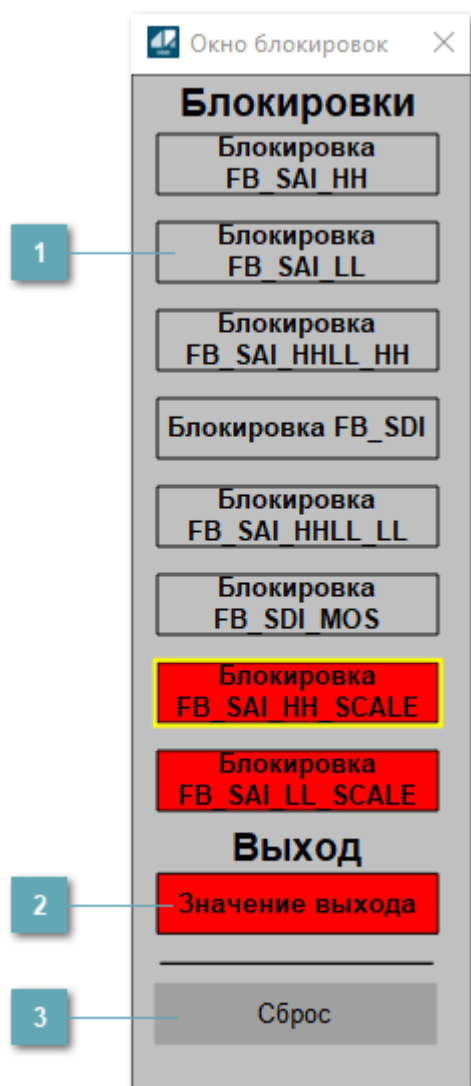 Окно блокировок
Блокировки
Блокировка
FB_SAI_HH
1
Блокировка
FB_SAI_LL
Блокировка
FB_SAI_HHLL_HH
Блокировка FB_SDI
Блокировка
FB_SAI_HHLL_LL
Блокировка
FB_SDI_MOS
Блокировка
FB_SAI_HH_SCALE
Блокировка
FB_SAI_LL_SCALE
Выход
2
Значение выхода
3
Сброс